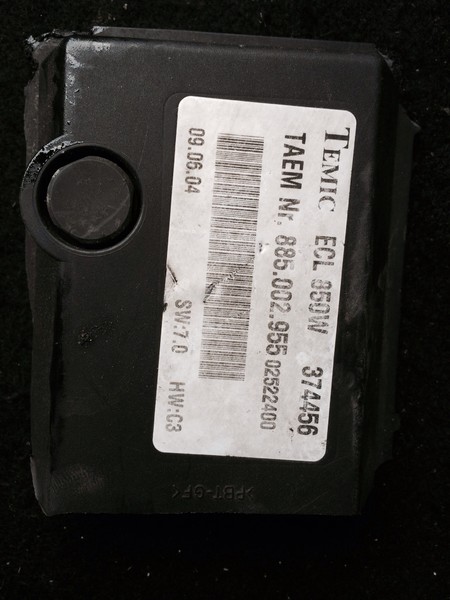 TEMIC ECL 850W 374456
TAEM Nr. 885.002.955 02522400
09.06.04 SW:7.0 HW:C3
>PBT-GF<